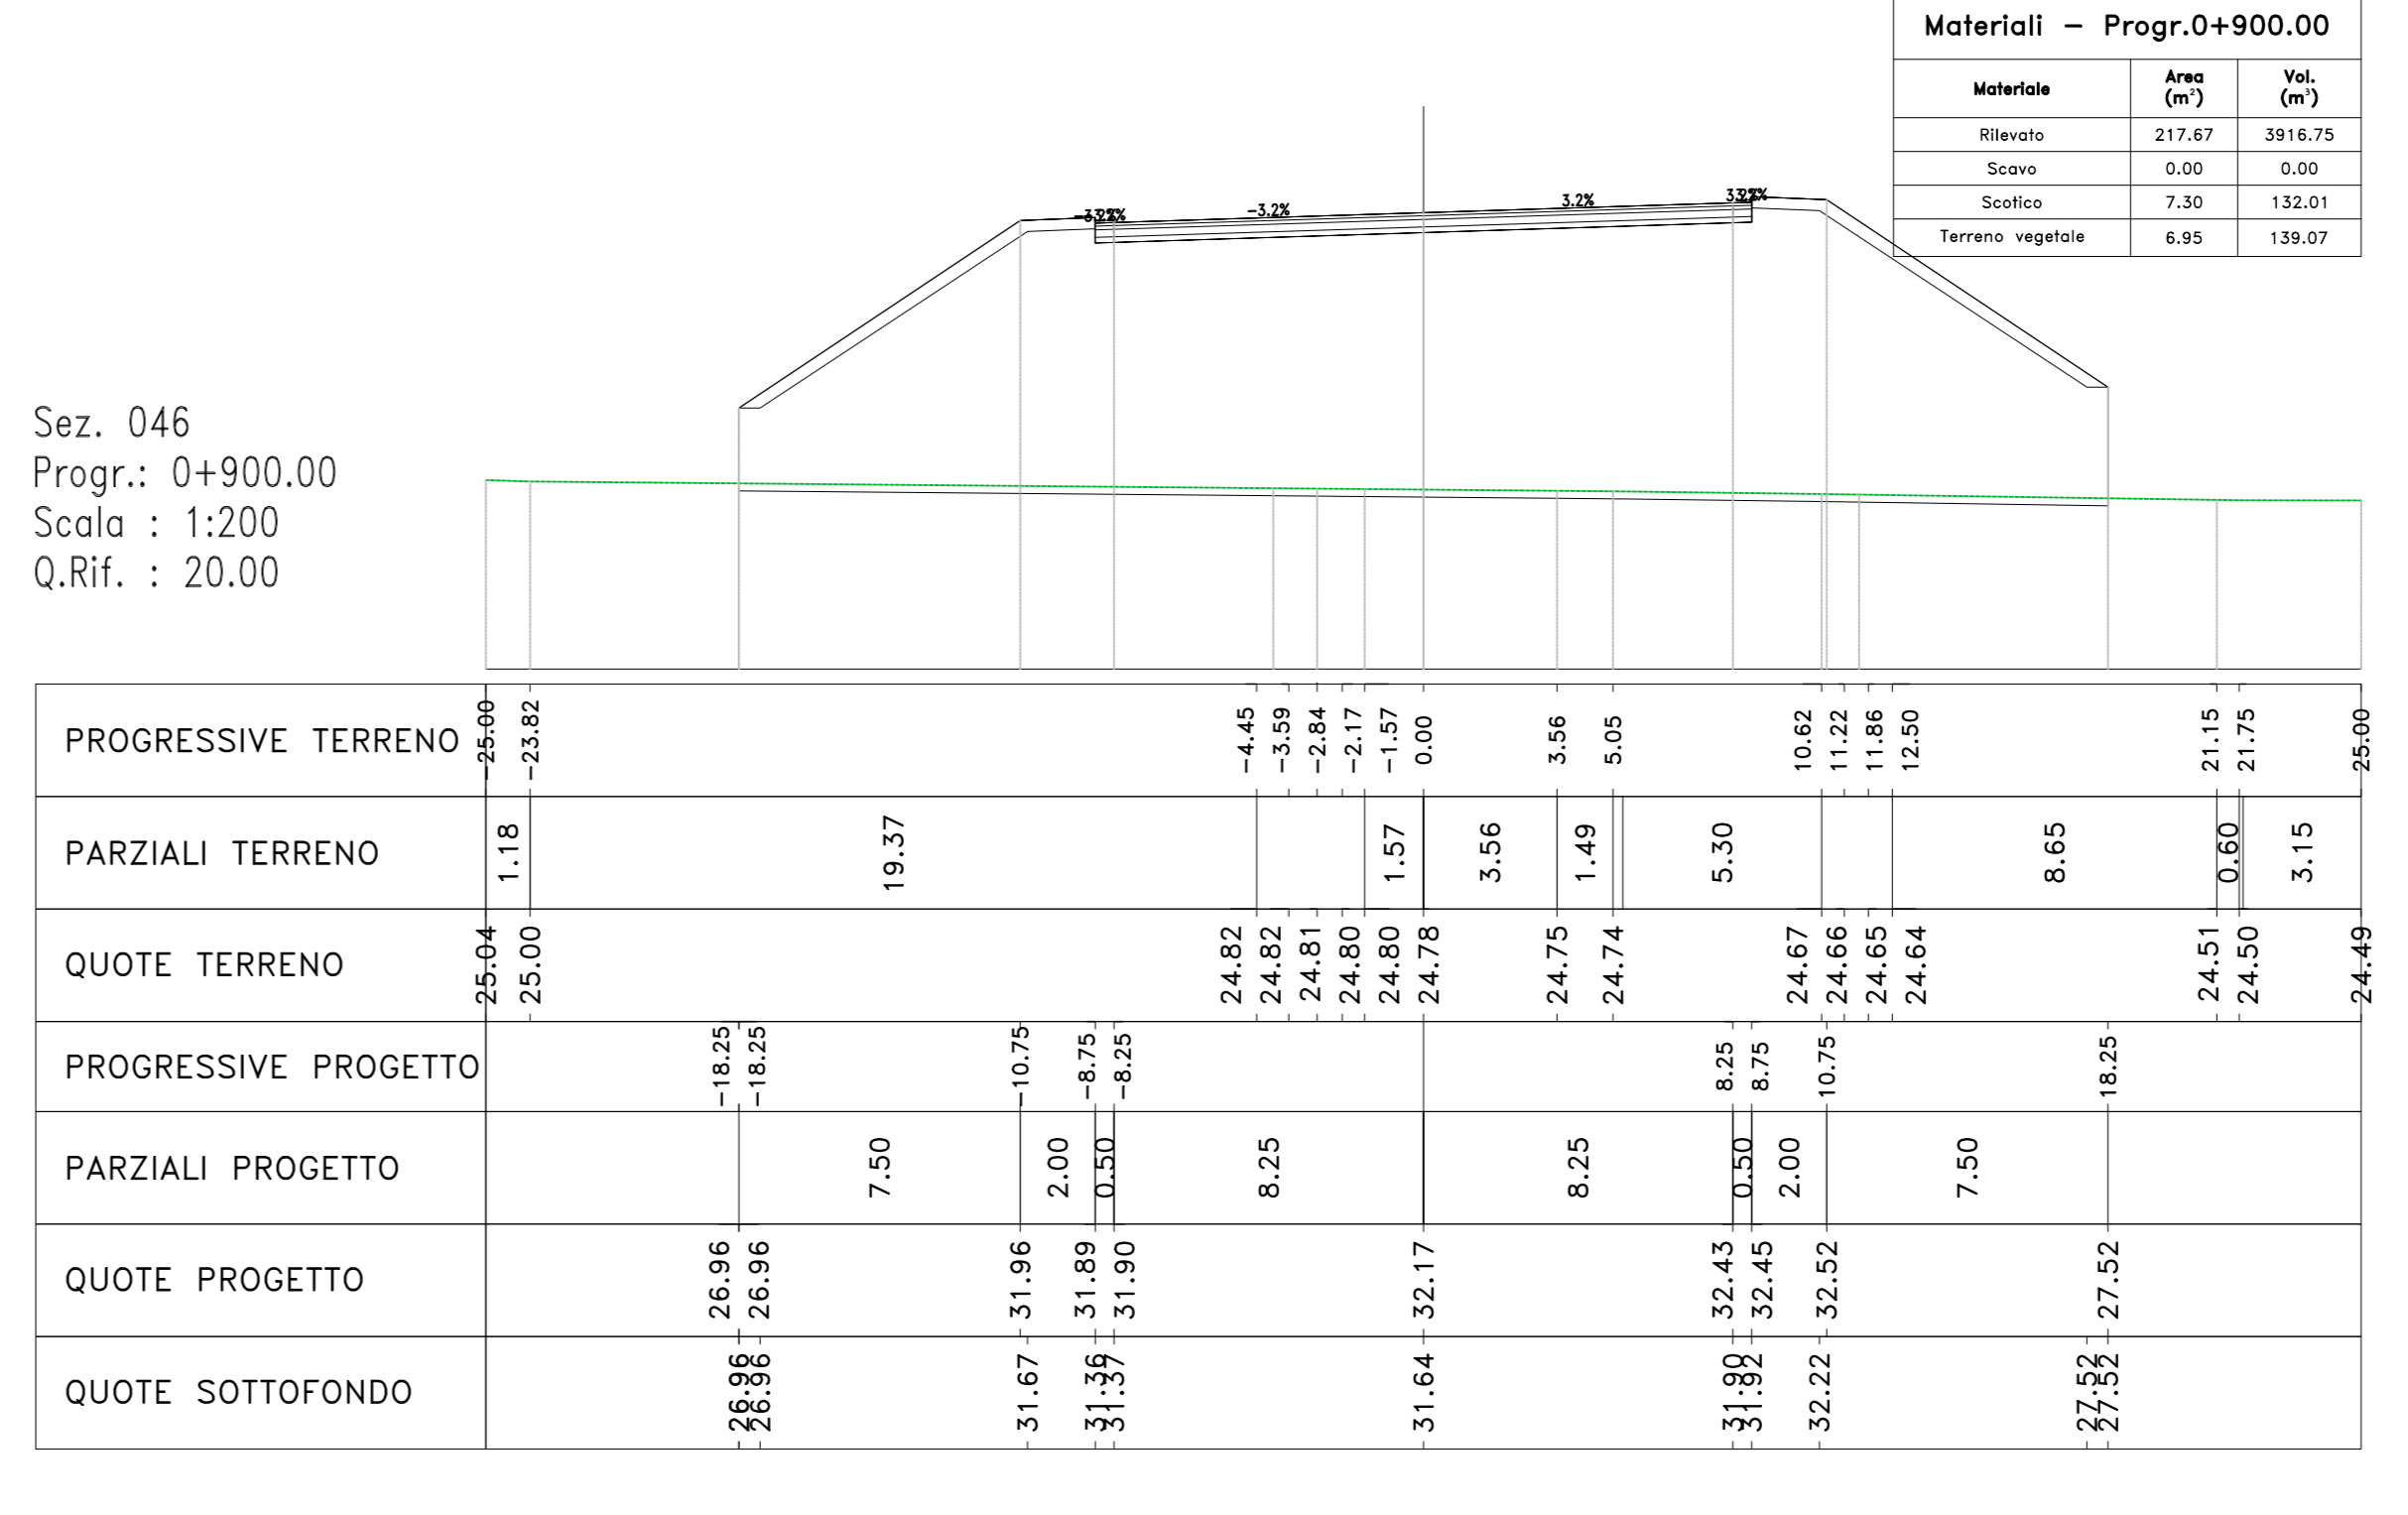 Materiali - Progr.0+900.00
Materiale Area (m²) Vol. (m³)
Rilevato 217.67 3916.75
Scavo 0.00 0.00
Scotico 7.30 132.01
Terreno vegetale 6.95 139.07
-3.2% 3.2%
Sez. 046
Progr.: 0+900.00
Scala : 1:200
Q.Rif. : 20.00
PROGRESSIVE TERRENO -25.00 -23.82 -4.45 -3.59 -2.84 -2.17 -1.57 0.00 3.56 5.05 10.62 11.22 11.86 12.50 21.15 21.75 25.00
PARZIALI TERRENO 1.18 19.37 1.57 3.56 1.49 5.30 8.65 0.60 3.15
QUOTE TERRENO 25.04 25.00 24.82 24.82 24.81 24.80 24.80 24.78 24.75 24.74 24.67 24.66 24.65 24.64 24.51 24.50 24.49
PROGRESSIVE PROGETTO -18.25 -18.25 -10.75 -8.75 -8.25 8.25 8.75 10.75 18.25
PARZIALI PROGETTO 7.50 2.00 0.50 8.25 8.25 0.50 2.00 7.50
QUOTE PROGETTO 26.96 26.96 31.96 31.89 31.90 32.17 32.43 32.45 32.52 27.52
QUOTE SOTTOFONDO 26.96 26.96 31.67 31.36 31.37 31.64 31.90 31.92 32.22 27.52 27.52